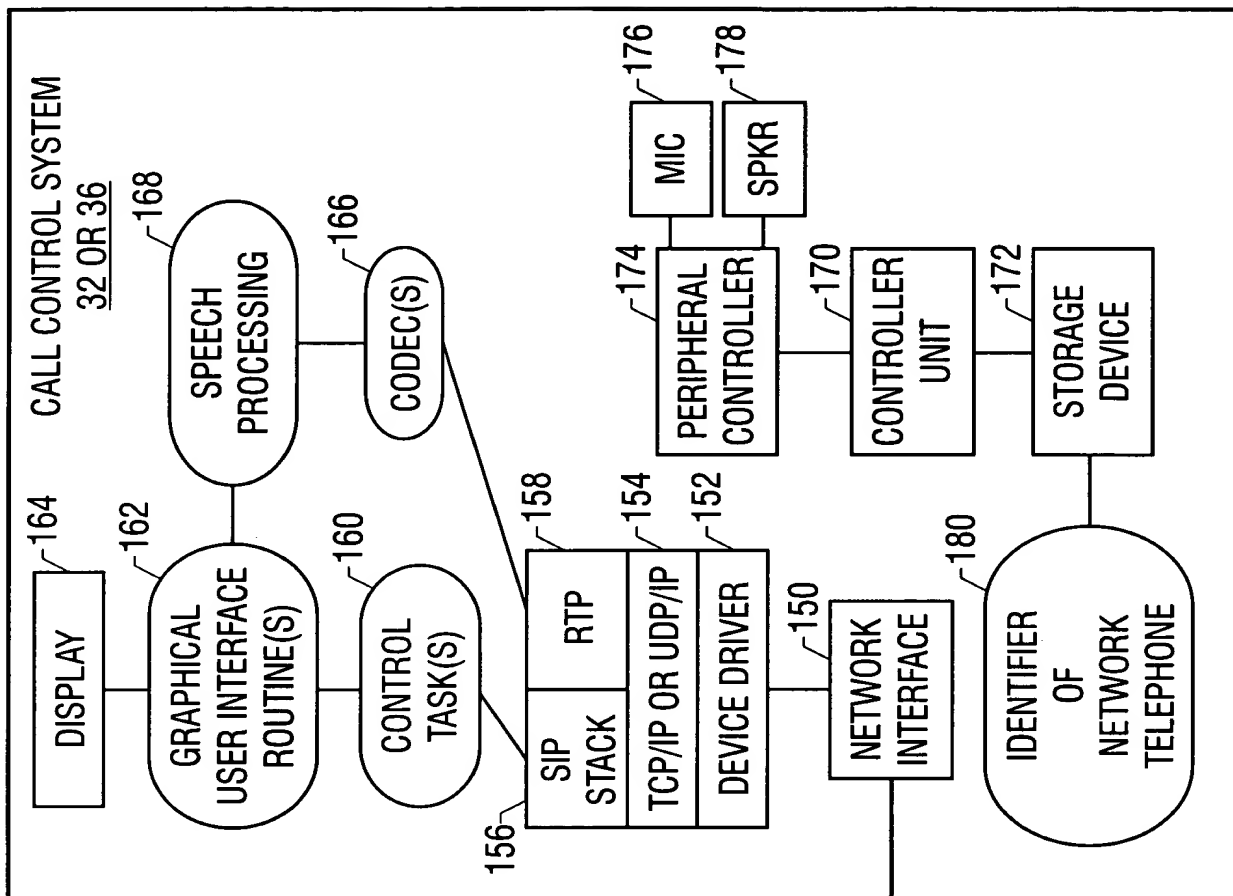 CALL CONTROL SYSTEM
32 OR 36
164
DISPLAY
162
GRAPHICAL
USER INTERFACE
ROUTINE(S)
168
SPEECH
PROCESSING
160
CONTROL
TASK(S)
166
CODEC(S)
156
SIP
STACK
158
RTP
154
TCP/IP OR UDP/IP
152
DEVICE DRIVER
150
NETWORK
INTERFACE
176
MIC
178
SPKR
174
PERIPHERAL
CONTROLLER
170
CONTROLLER
UNIT
172
STORAGE
DEVICE
180
IDENTIFIER
OF
NETWORK
TELEPHONE